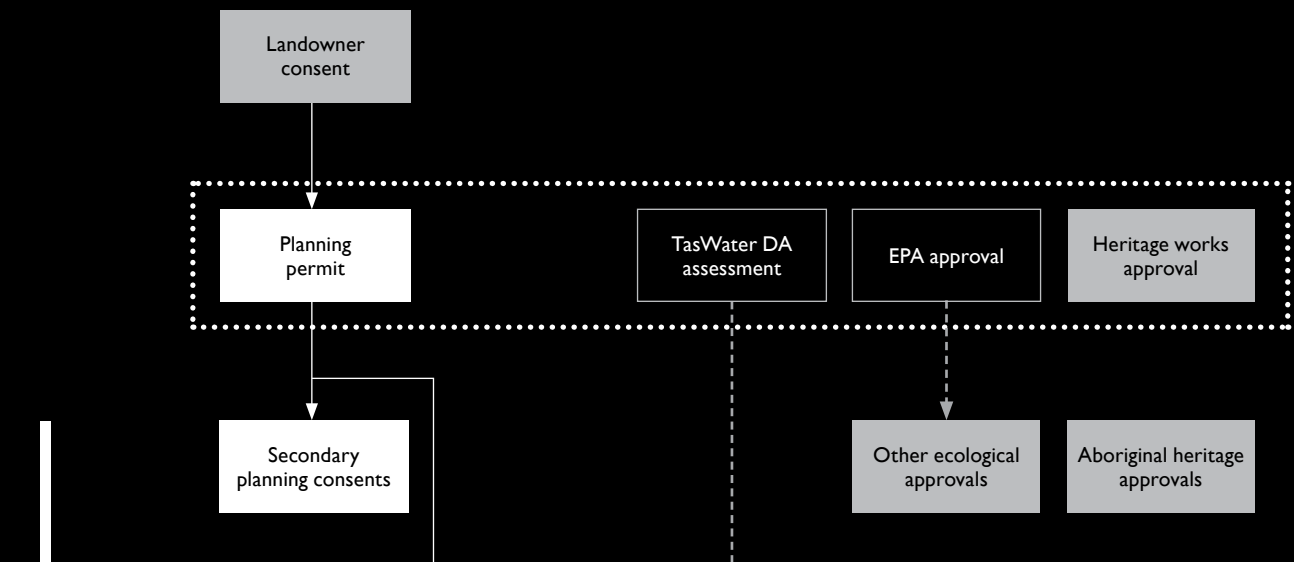 Landowner
consent
Planning
permit
TasWater DA
assessment
EPA approval
Heritage works
approval
Secondary
planning consents
Other ecological
approvals
Aboriginal heritage
approvals